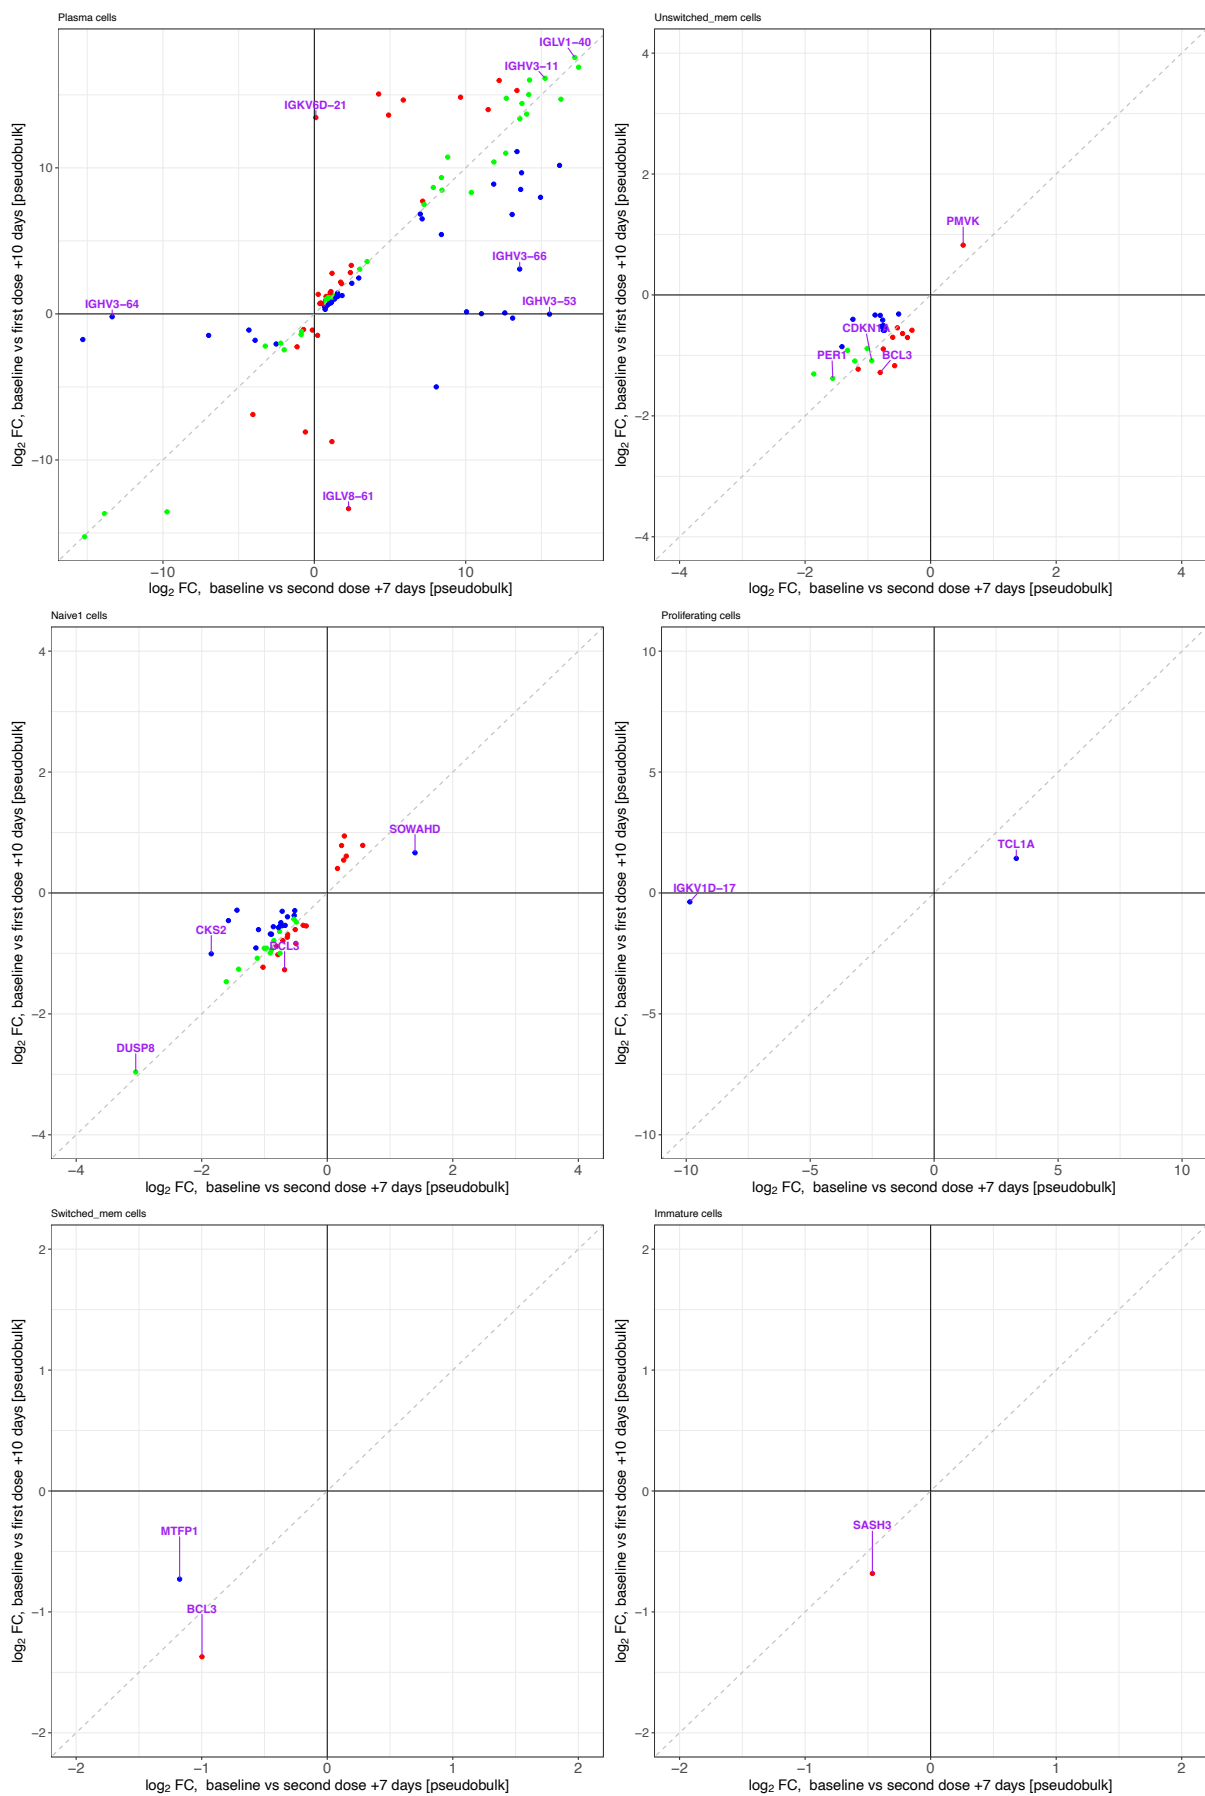 Plasma cells
IGLV1−40
IGHV3−11
IGKV6D−21
10
IGHV3−66
IGHV3−64
IGHV3−53
0
−10
IGLV8−61
−10 0 10
log2 FC, baseline vs second dose +7 days [pseudobulk]
log2 FC, baseline vs first dose +10 days [pseudobulk]
Unswitched_mem cells
4
2
PMVK
0
CDKN1A
PER1 BCL3
−2
−4
−4 −2 0 2 4
log2 FC, baseline vs second dose +7 days [pseudobulk]
log2 FC, baseline vs first dose +10 days [pseudobulk]
Naive1 cells
4
2
SOWAHD
0
CKS2
BCL3
−2
DUSP8
−4
−4 −2 0 2 4
log2 FC, baseline vs second dose +7 days [pseudobulk]
log2 FC, baseline vs first dose +10 days [pseudobulk]
Proliferating cells
10
5
TCL1A
IGKV1D−17
0
−5
−10
−10 −5 0 5 10
log2 FC, baseline vs second dose +7 days [pseudobulk]
log2 FC, baseline vs first dose +10 days [pseudobulk]
Switched_mem cells
2
1
0
MTFP1
BCL3
−1
−2
−2 −1 0 1 2
log2 FC, baseline vs second dose +7 days [pseudobulk]
log2 FC, baseline vs first dose +10 days [pseudobulk]
Immature cells
2
1
0
SASH3
−1
−2
−2 −1 0 1 2
log2 FC, baseline vs second dose +7 days [pseudobulk]
log2 FC, baseline vs first dose +10 days [pseudobulk]